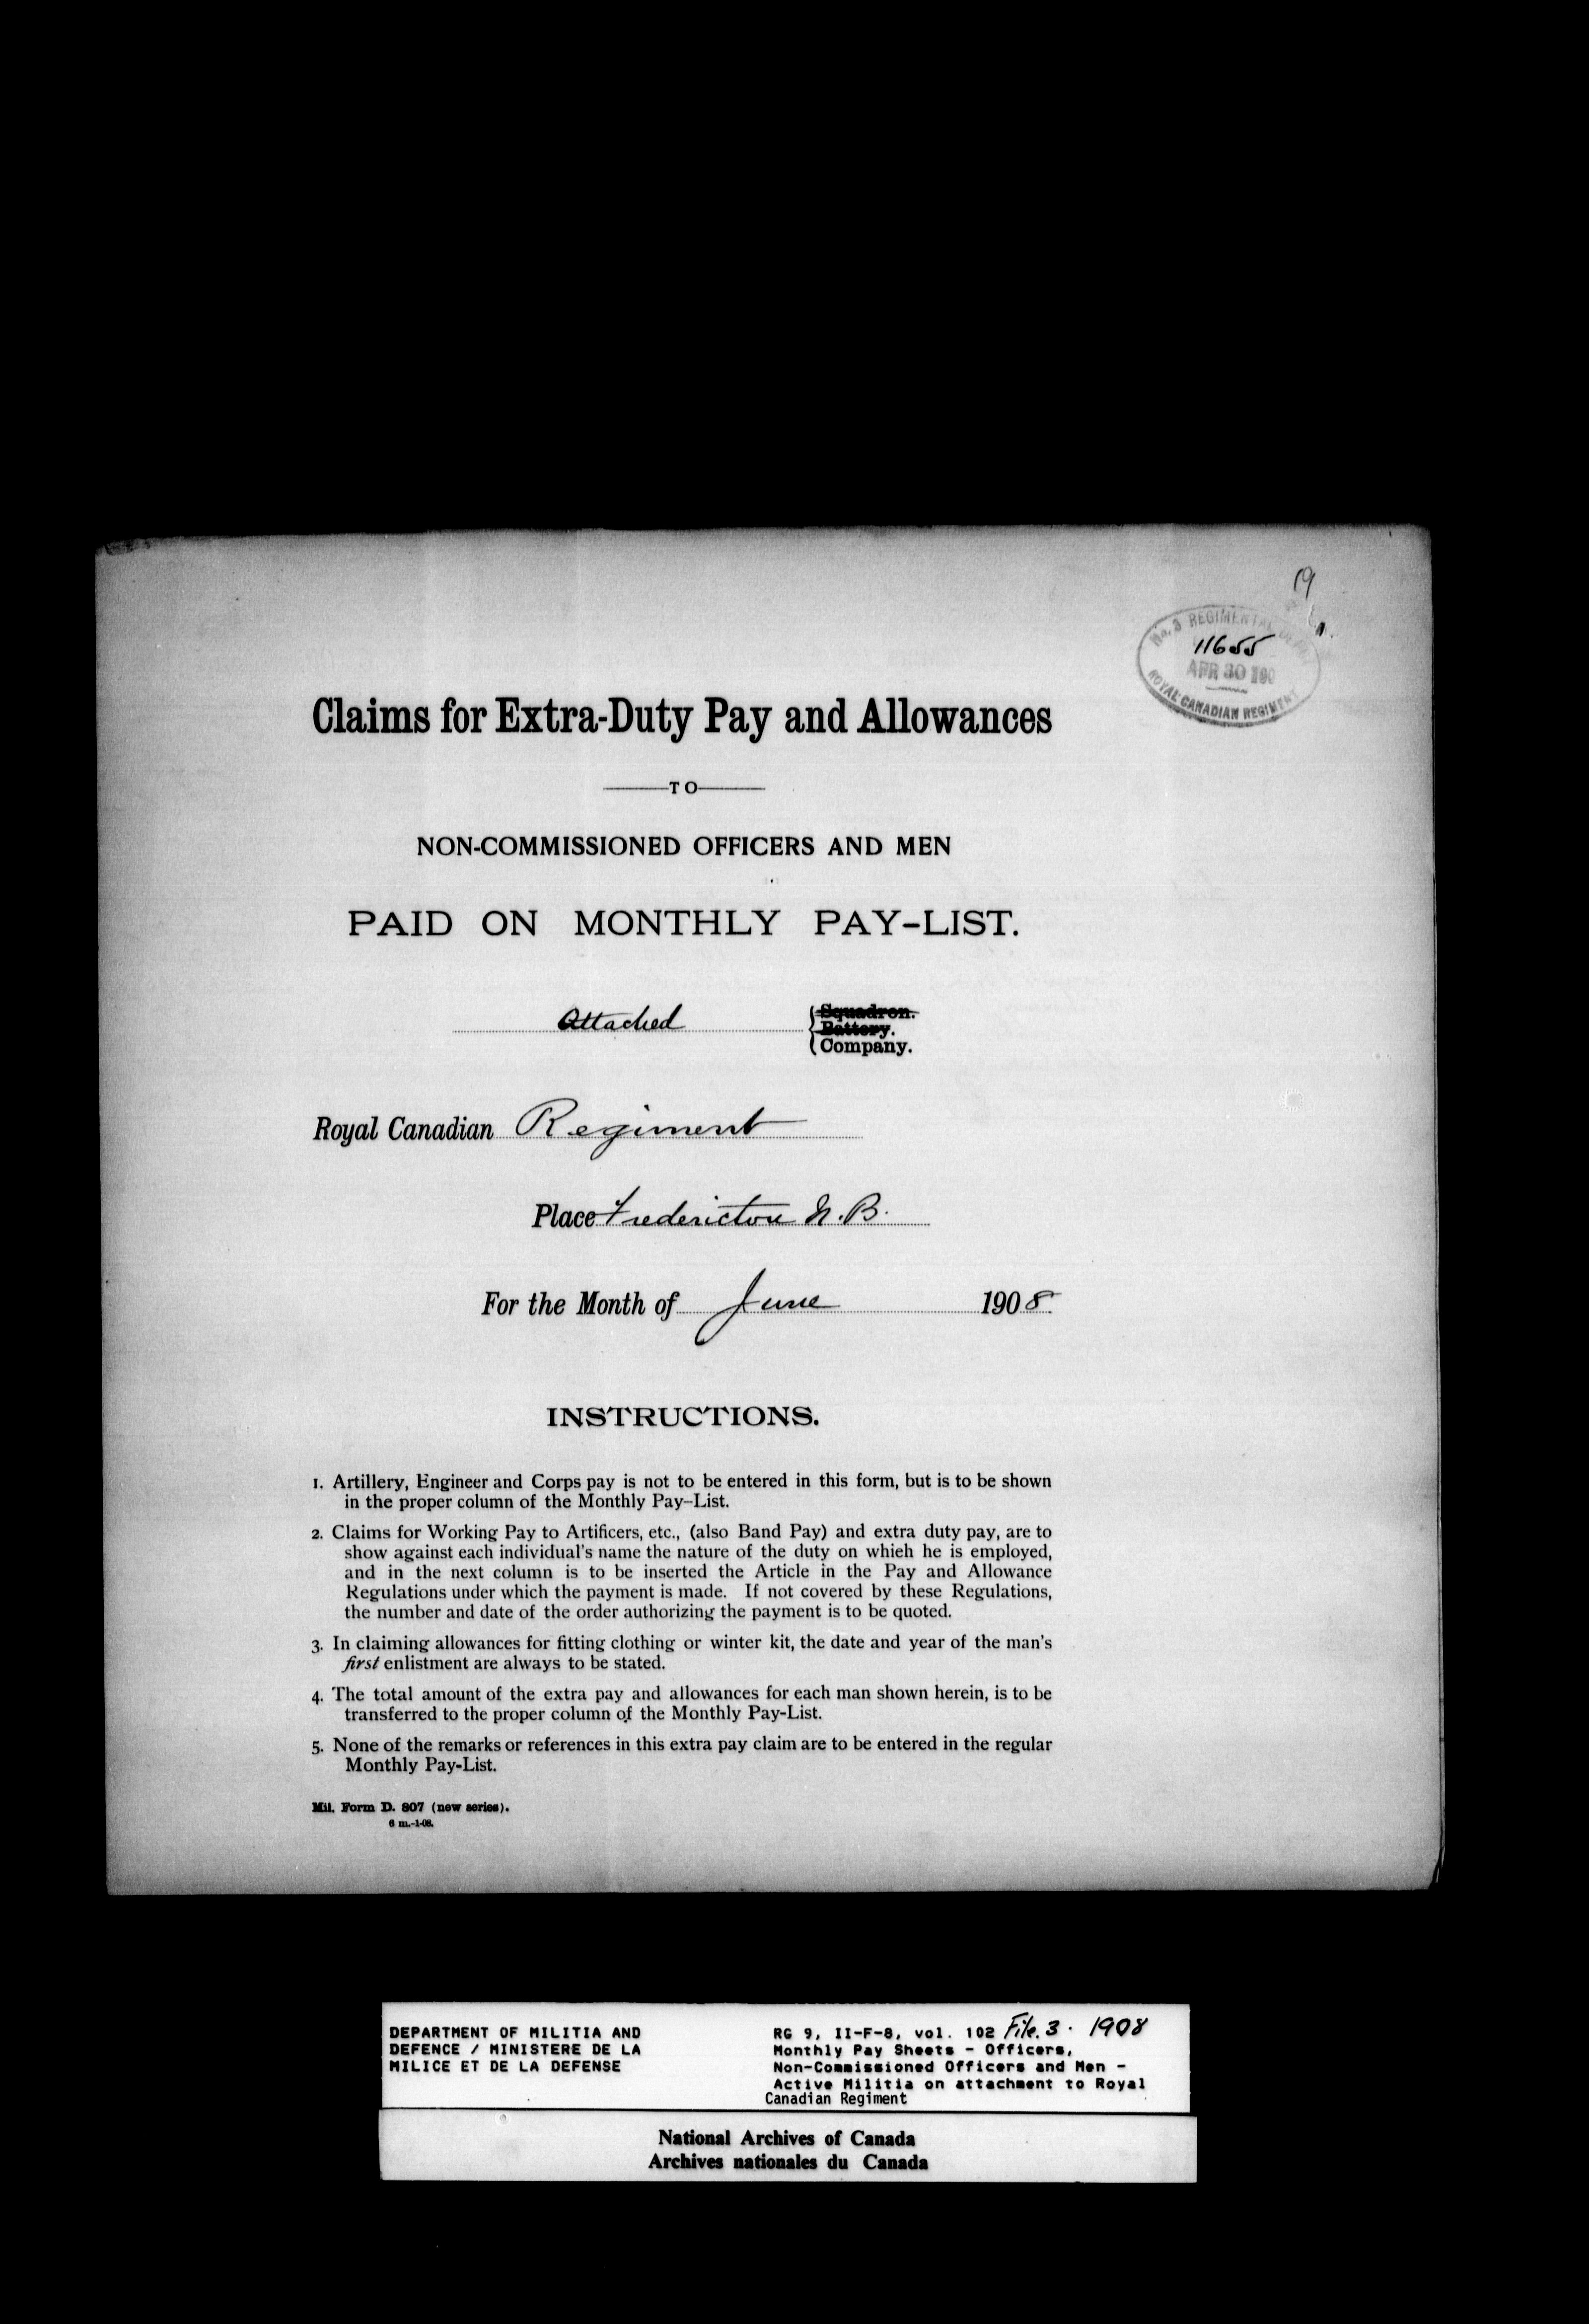 19
No. 3 REGIMENTAL
11655
APR 30 190
ROYAL CANADIAN REGIMENT
Claims for Extra-Duty Pay and Allowances
TO
NON-COMMISSIONED OFFICERS AND MEN
PAID ON MONTHLY PAY-LIST.
Squadron.
Attached Battery.
Company.
Royal Canadian Regiment
Place Fredericton N.B.
For the Month of June 1908
INSTRUCTIONS.
1. Artillery, Engineer and Corps pay is not to be entered in this form, but is to be shown
in the proper column of the Monthly Pay-List.
2. Claims for Working Pay to Artificers, etc., (also Band Pay) and extra duty pay, are to
show against each individual's name the nature of the duty on whieh he is employed,
and in the next column is to be inserted the Article in the Pay and Allowance
Regulations under which the payment is made. If not covered by these Regulations,
the number and date of the order authorizing the payment is to be quoted.
3. In claiming allowances for fitting clothing or winter kit, the date and year of the man's
first enlistment are always to be stated.
4. The total amount of the extra pay and allowances for each man shown herein, is to be
transferred to the proper column of the Monthly Pay-List.
5. None of the remarks or references in this extra pay claim are to be entered in the regular
Monthly Pay-List.
Mil. Form D. 807 (new series).
6 m.-1-08.
DEPARTMENT OF MILITIA AND
DEFENCE / MINISTERE DE LA
MILICE ET DE LA DEFENSE
RG 9, II-F-8, vol. 102 File. 3. 1908
Monthly Pay Sheets - Officers,
Non-Commissioned Officers and Men -
Active Militia on attachment to Royal
Canadian Regiment
National Archives of Canada
Archives nationales du Canada